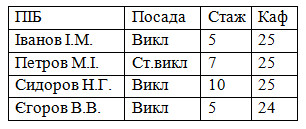 ПІБ Посада Стаж Каф
Іванов І.М. Викл 5 25
Петров М.І. Ст.викл 7 25
Сидоров Н.Г. Викл 10 25
Єгоров В.В. Викл 5 24